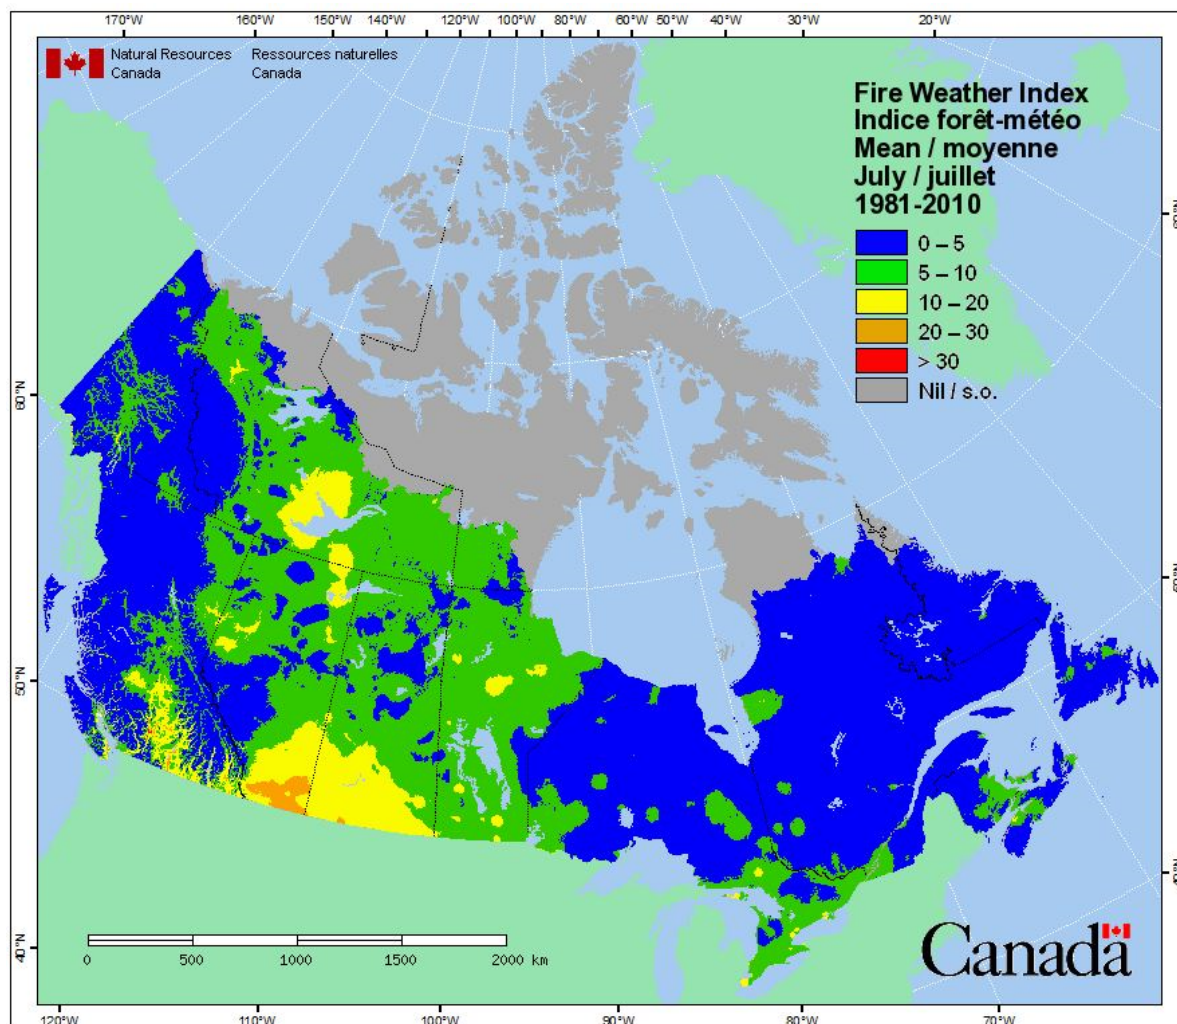 170°W 160°W 150°W 140°W 120°W 100°W 80°W 60°W 50°W 40°W 30°W 20°W
Natural Resources Canada
Ressources naturelles Canada
Fire Weather Index
Indice forêt-météo
Mean / moyenne
July / juillet
1981-2010
0 – 5
5 – 10
10 – 20
20 – 30
> 30
Nil / s.o.
60°N
50°N
40°N
50°N
40°N
0 500 1000 1500 2000 km
Canada
120°W 110°W 100°W 90°W 80°W 70°W